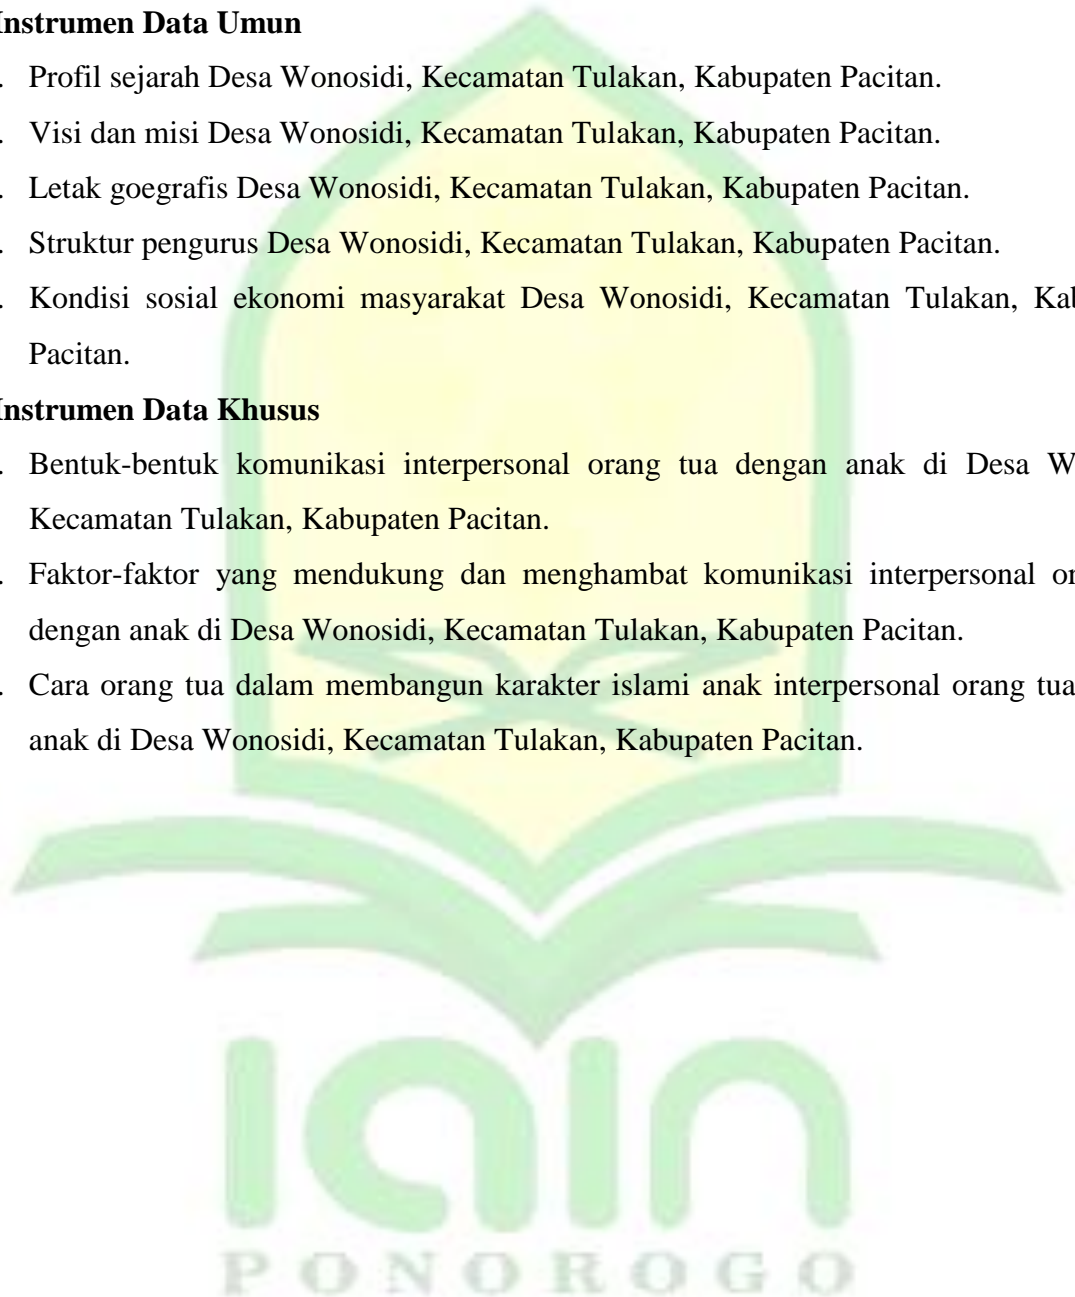 Instrumen Data Umun
. Profil sejarah Desa Wonosidi, Kecamatan Tulakan, Kabupaten Pacitan.
. Visi dan misi Desa Wonosidi, Kecamatan Tulakan, Kabupaten Pacitan.
. Letak goegrafis Desa Wonosidi, Kecamatan Tulakan, Kabupaten Pacitan.
. Struktur pengurus Desa Wonosidi, Kecamatan Tulakan, Kabupaten Pacitan.
. Kondisi sosial ekonomi masyarakat Desa Wonosidi, Kecamatan Tulakan, Kab
Pacitan.
Instrumen Data Khusus
. Bentuk-bentuk komunikasi interpersonal orang tua dengan anak di Desa W
Kecamatan Tulakan, Kabupaten Pacitan.
. Faktor-faktor yang mendukung dan menghambat komunikasi interpersonal or
dengan anak di Desa Wonosidi, Kecamatan Tulakan, Kabupaten Pacitan.
. Cara orang tua dalam membangun karakter islami anak interpersonal orang tua
anak di Desa Wonosidi, Kecamatan Tulakan, Kabupaten Pacitan.
iain
PONOROGO